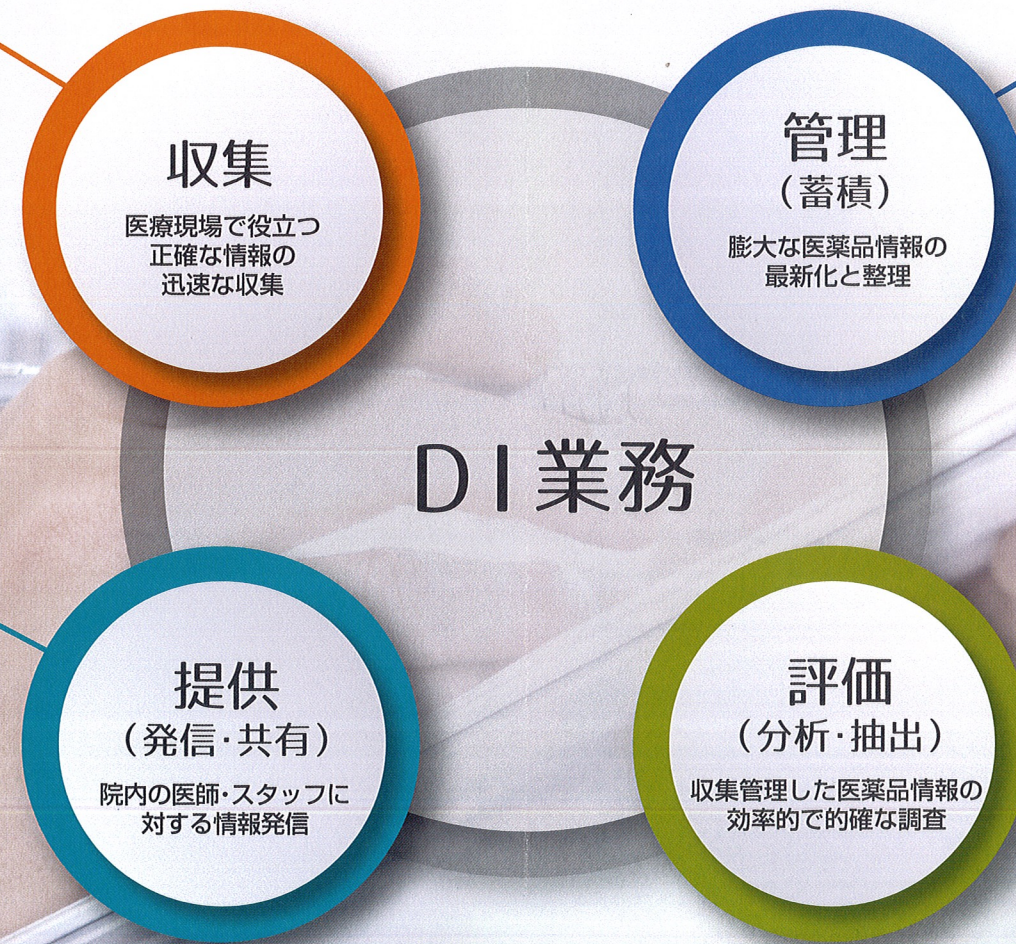 収集
医療現場で役立つ
正確な情報の
迅速な収集
管理
(蓄積)
膨大な医薬品情報の
最新化と整理
DI業務
提供
(発信・共有)
院内の医師・スタッフに
対する情報発信
評価
(分析・抽出)
収集管理した医薬品情報の
効率的で的確な調査